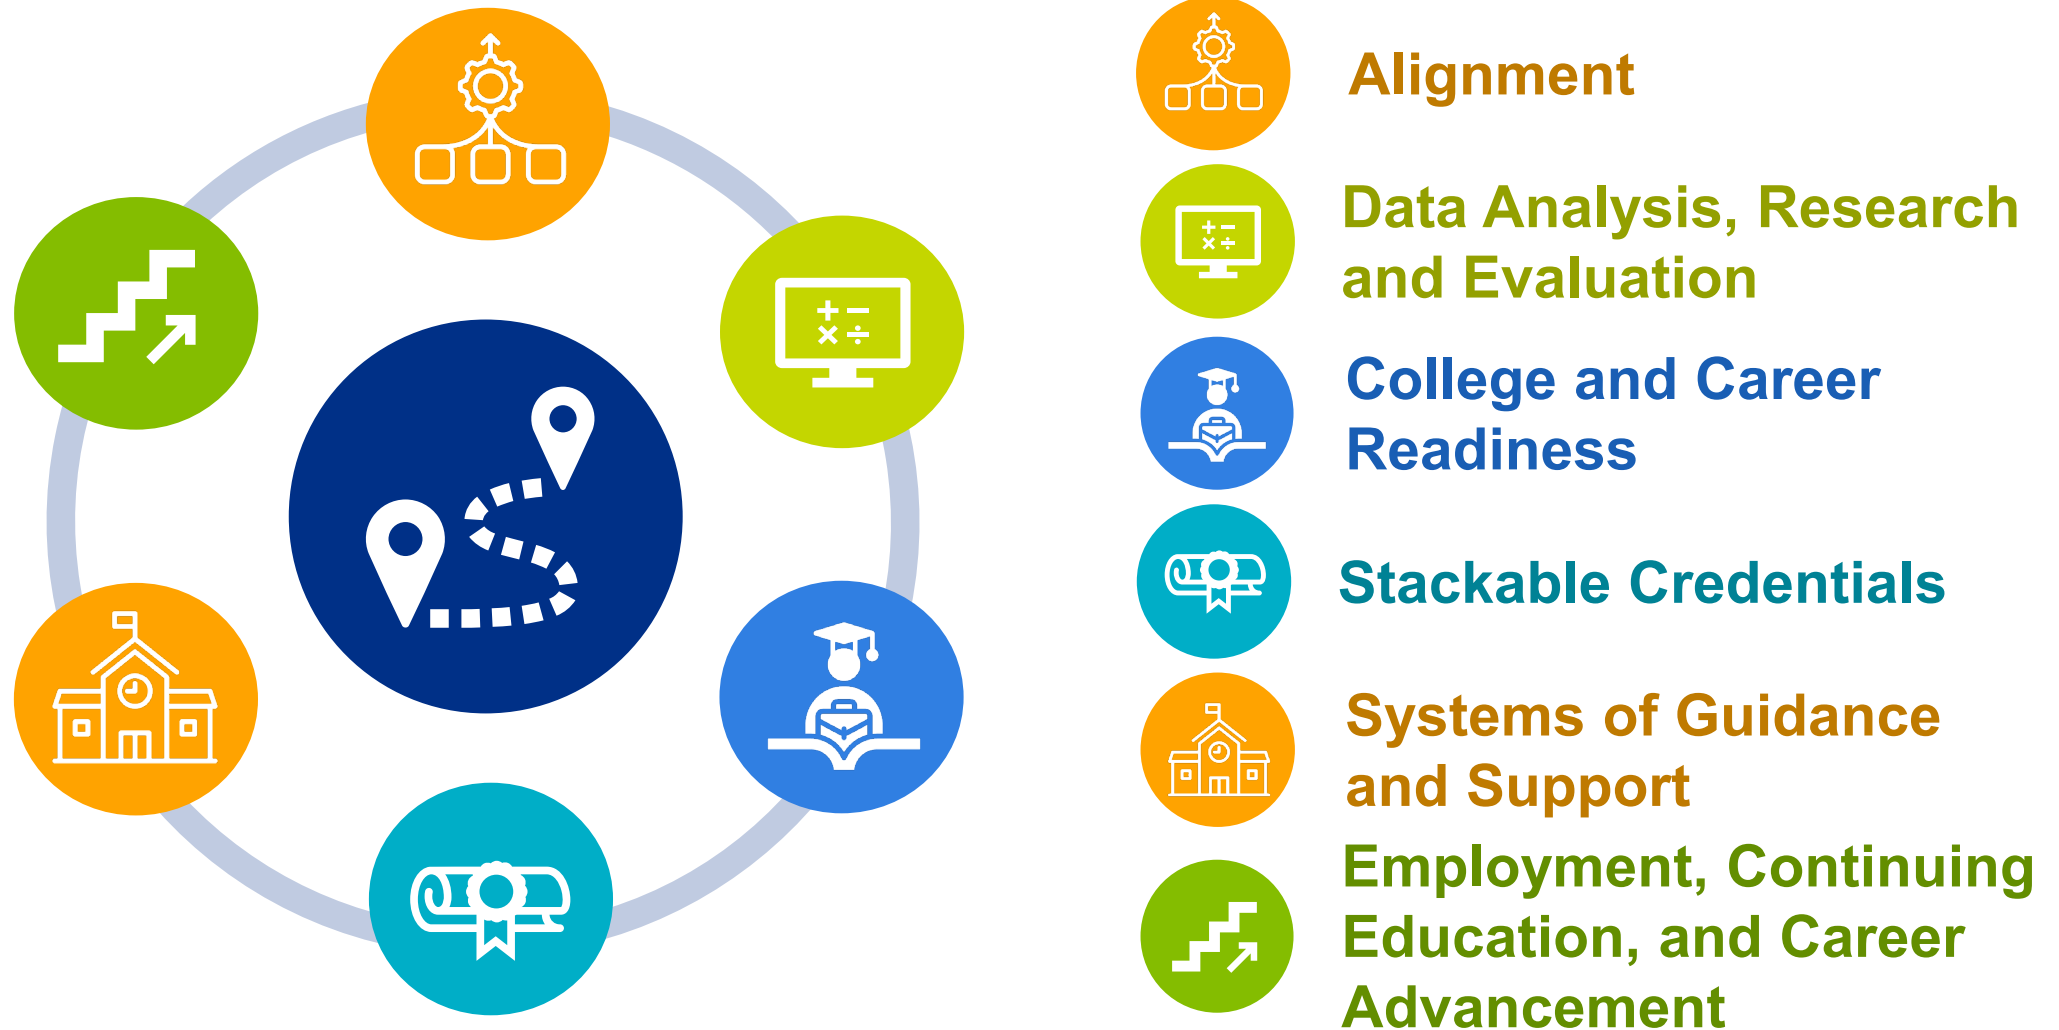 Alignment
Data Analysis, Research
and Evaluation
College and Career
Readiness
Stackable Credentials
Systems of Guidance
and Support
Employment, Continuing
Education, and Career
Advancement